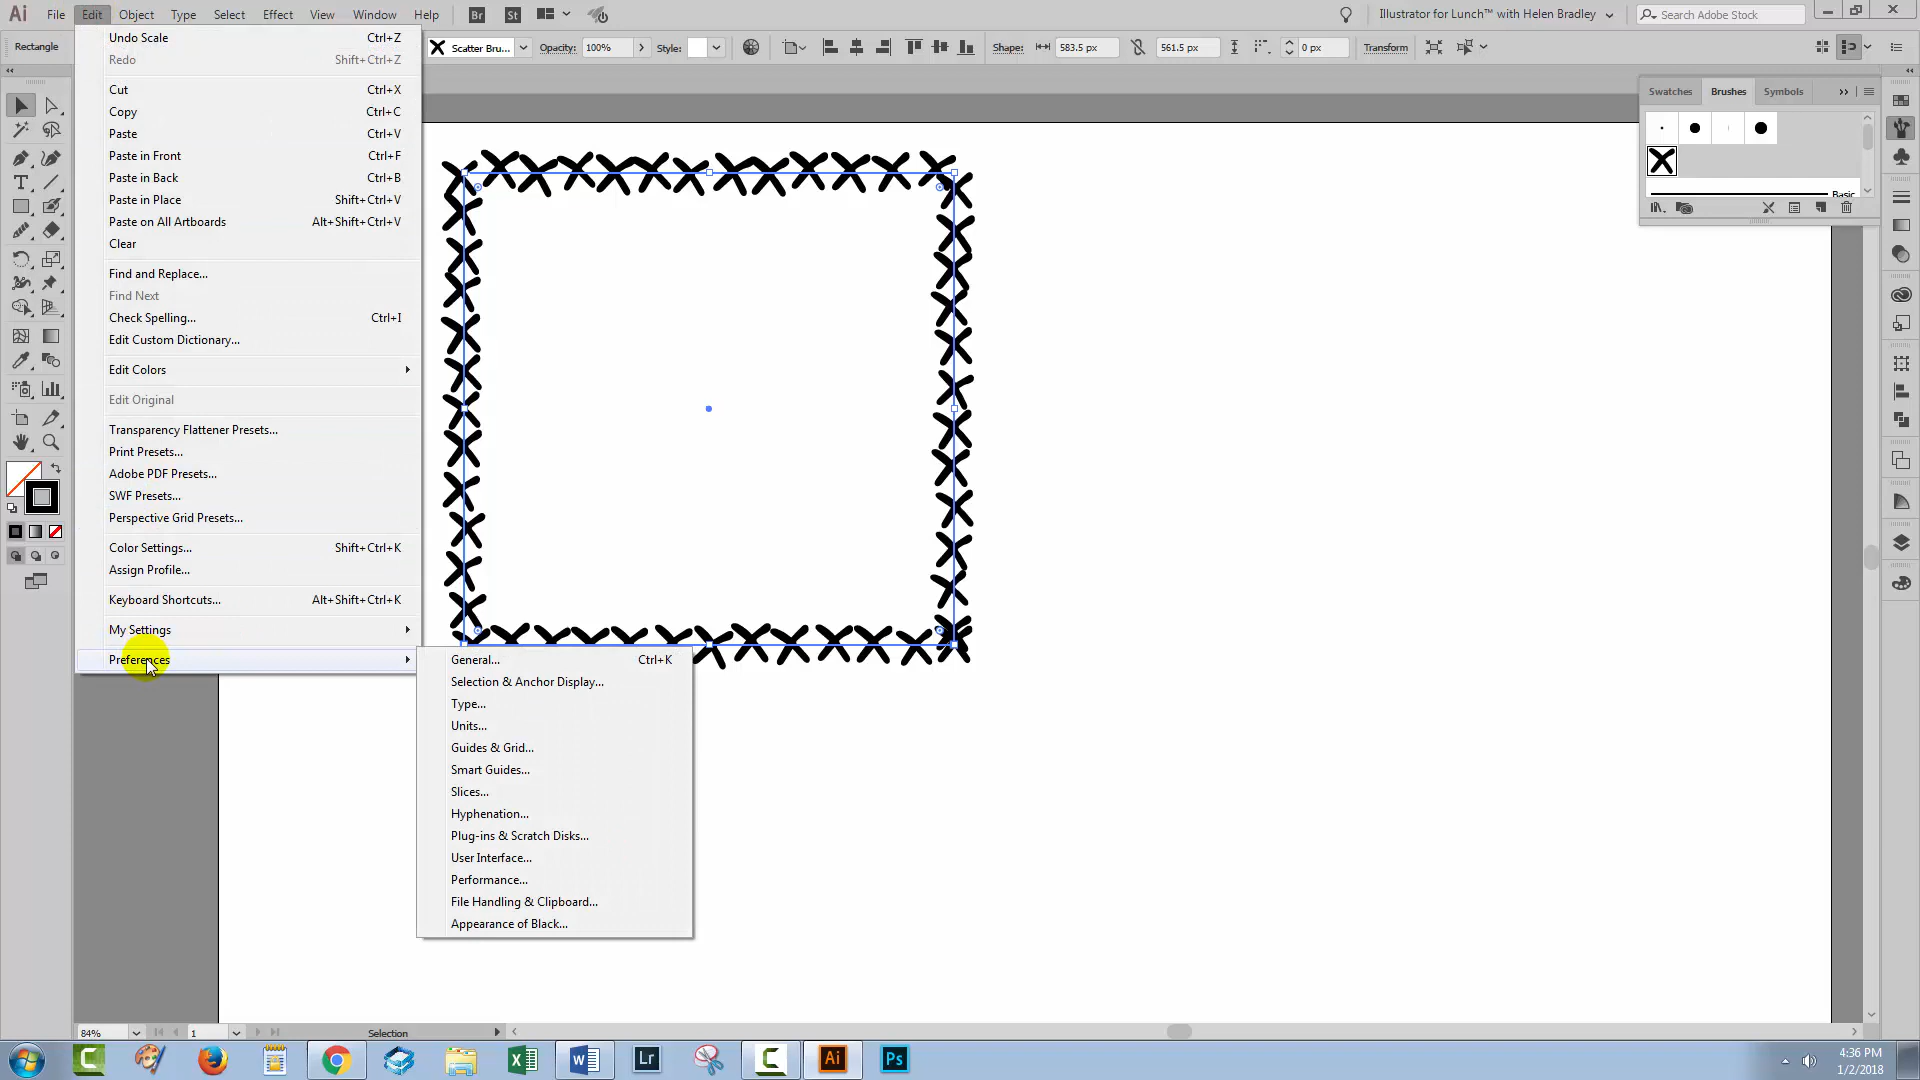 Ai File Edit Object Type Select Effect View Window Help Br St Illustrator for Lunch™ with Helen Bradley Search Adobe Stock
Rectangle Scatter Bru... Opacity: 100% Style: Shape: 583.5 px 561.5 px 0 px Transform
Undo Scale Ctrl+Z
Redo Shift+Ctrl+Z
Cut Ctrl+X
Copy Ctrl+C
Paste Ctrl+V
Paste in Front Ctrl+F
Paste in Back Ctrl+B
Paste in Place Shift+Ctrl+V
Paste on All Artboards Alt+Shift+Ctrl+V
Clear
Find and Replace...
Find Next
Check Spelling... Ctrl+I
Edit Custom Dictionary...
Edit Colors
Edit Original
Transparency Flattener Presets...
Print Presets...
Adobe PDF Presets...
SWF Presets...
Perspective Grid Presets...
Color Settings... Shift+Ctrl+K
Assign Profile...
Keyboard Shortcuts... Alt+Shift+Ctrl+K
My Settings
Preferences
General... Ctrl+K
Selection & Anchor Display...
Type...
Units...
Guides & Grid...
Smart Guides...
Slices...
Hyphenation...
Plug-ins & Scratch Disks...
User Interface...
Performance...
File Handling & Clipboard...
Appearance of Black...
Swatches Brushes Symbols
Basic
84% 1 Selection
Lr Ai Ps
4:36 PM
1/2/2018